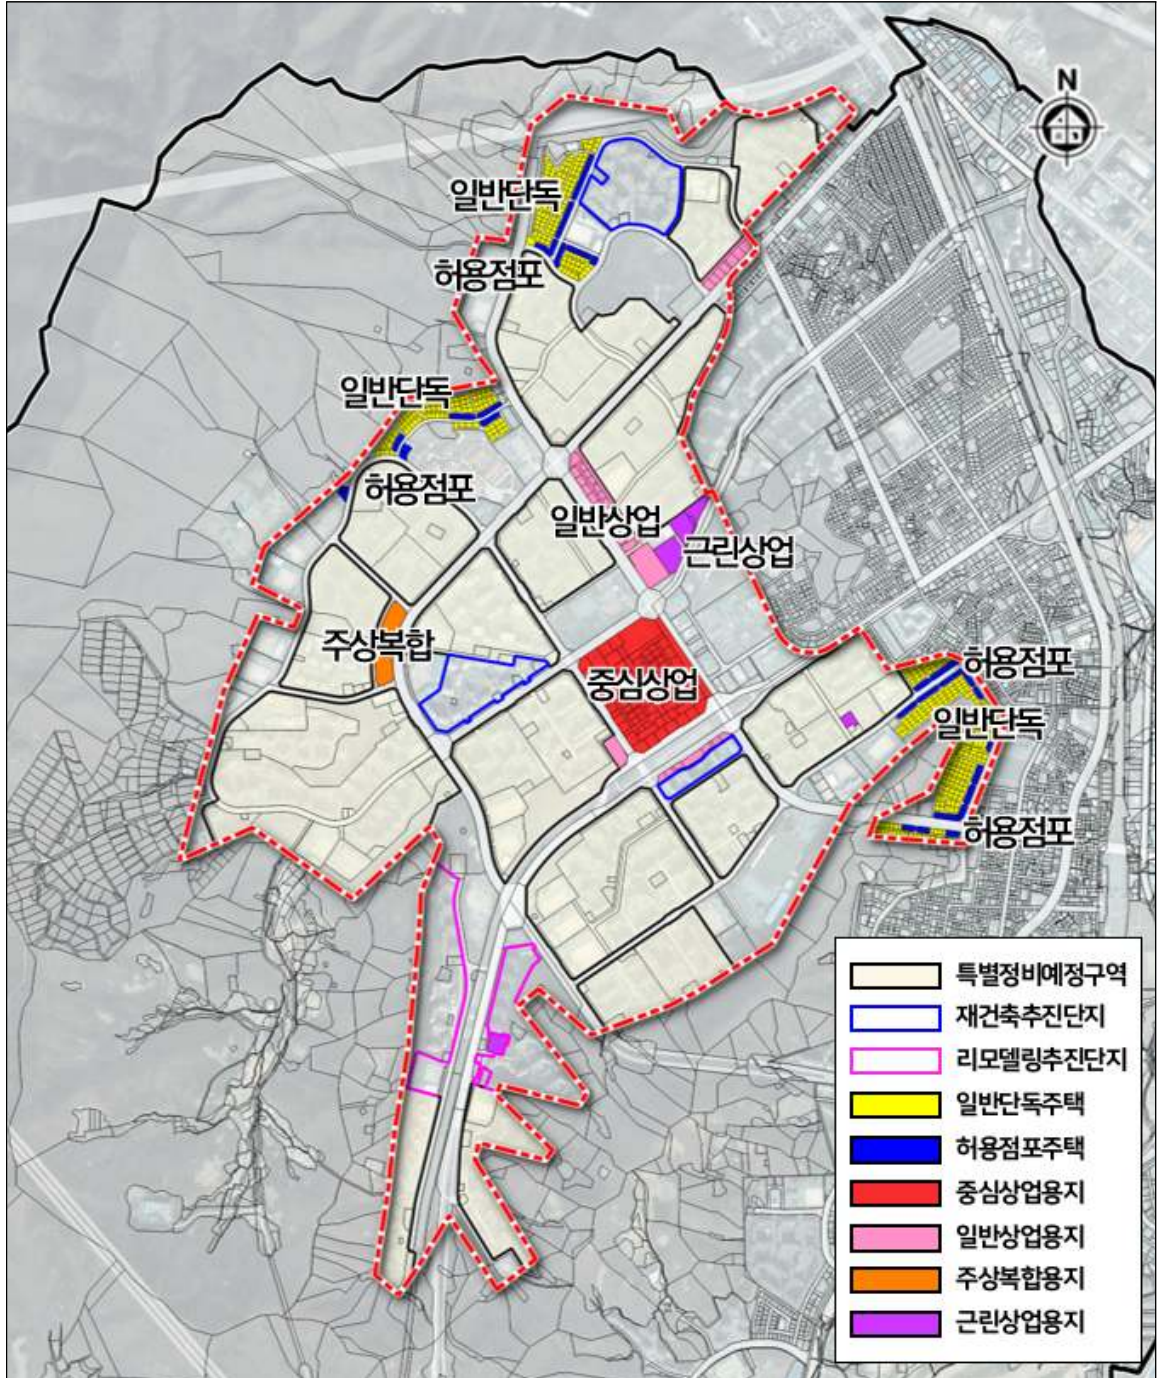 N
일반단독
허용점포
일반단독
허용점포
일반상업
근린상업
주상복합
허용점포
중심상업
일반단독
허용점포
특별정비예정구역
재건축추진단지
리모델링추진단지
일반단독주택
허용점포주택
중심상업용지
일반상업용지
주상복합용지
근린상업용지